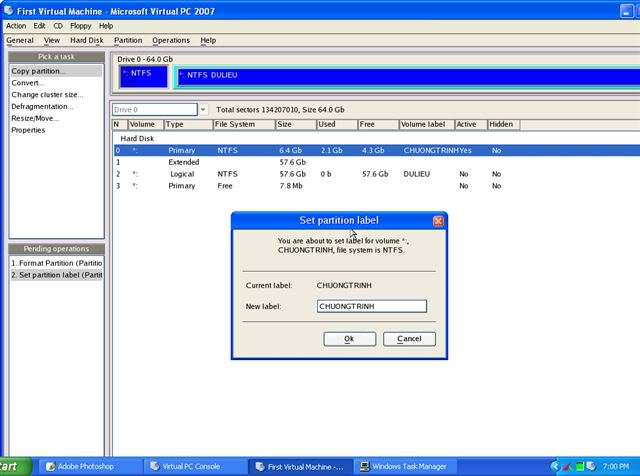 First Virtual Machine - Microsoft Virtual PC 2007
Action Edit CD Floppy Help
General View Hard Disk Partition Operations Help
Pick a task
Copy partition...
Convert...
Change cluster size...
Defragmentation...
Resize/Move...
Properties
Drive 0 - 64.0 Gb
*: NTFS
*: NTFS DULIEU
Drive 0
Total sectors 134207010, Size 64.0 Gb
N Volume Type File System Size Used Free Volume label Active Hidden
Hard Disk
0 *: Primary NTFS 6.4 Gb 2.1 Gb 4.3 Gb CHUONGTRINH Yes No
1 Extended 57.6 Gb
2 *: Logical NTFS 57.6 Gb 0 b 57.6 Gb DULIEU No No
3 *: Primary Free 7.8 Mb No No
Pending operations
1. Format Partition (Partit
2. Set partition label (Partit
Set partition label
You are about to set label for volume *:,
CHUONGTRINH, file system is NTFS.
Current label: CHUONGTRINH
New label: CHUONGTRINH
Ok Cancel
tart
Adobe Photoshop
Virtual PC Console
First Virtual Machine -...
Windows Task Manager
7:00 PM